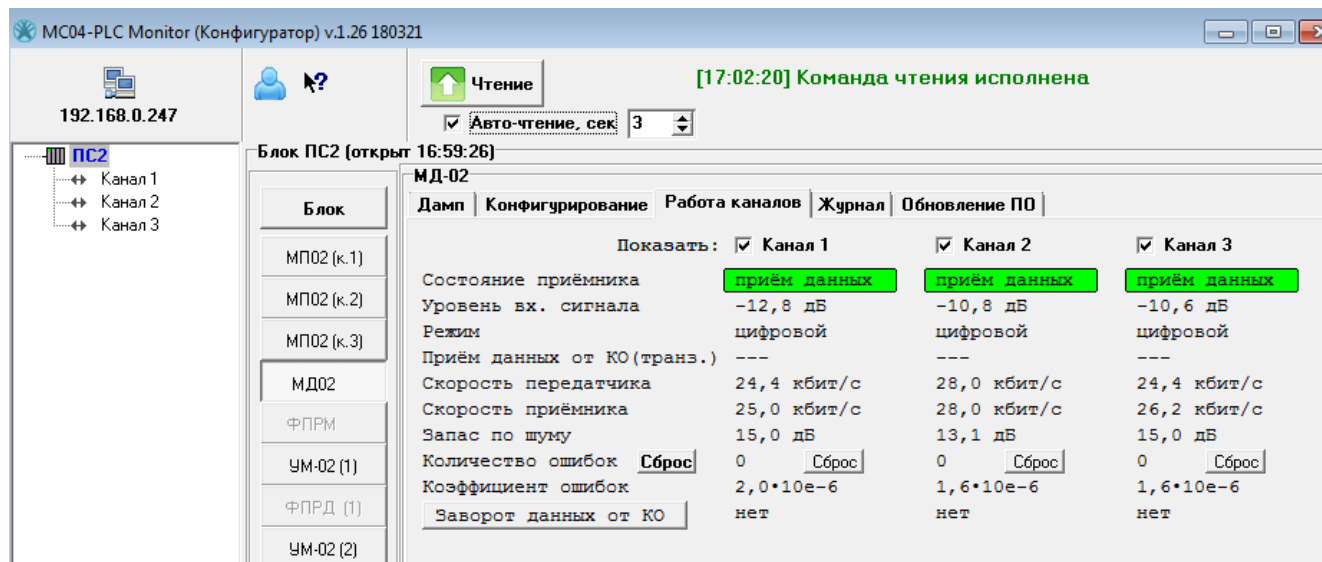 MC04-PLC Monitor (Конфигуратор) v.1.26 180321
192.168.0.247
Чтение
[17:02:20] Команда чтения исполнена
Авто-чтение, сек 3
ПС2
Канал 1
Канал 2
Канал 3
Блок ПС2 (открыт 16:59:26)
Блок
МП02 (к.1)
МП02 (к.2)
МП02 (к.3)
МД02
ФПРМ
УМ-02 (1)
ФПРД (1)
УМ-02 (2)
МД-02
Дамп Конфигурирование Работа каналов Журнал Обновление ПО
Показать: Канал 1 Канал 2 Канал 3
Состояние приёмника приём данных приём данных приём данных
Уровень вх. сигнала -12,8 дБ -10,8 дБ -10,6 дБ
Режим цифровой цифровой цифровой
Приём данных от КО(транз.) --- --- ---
Скорость передатчика 24,4 кбит/с 28,0 кбит/с 24,4 кбит/с
Скорость приёмника 25,0 кбит/с 28,0 кбит/с 26,2 кбит/с
Запас по шуму 15,0 дБ 13,1 дБ 15,0 дБ
Количество ошибок Сброс 0 Сброс 0 Сброс 0 Сброс
Коэффициент ошибок 2,0•10e-6 1,6•10e-6 1,6•10e-6
Заворот данных от КО нет нет нет